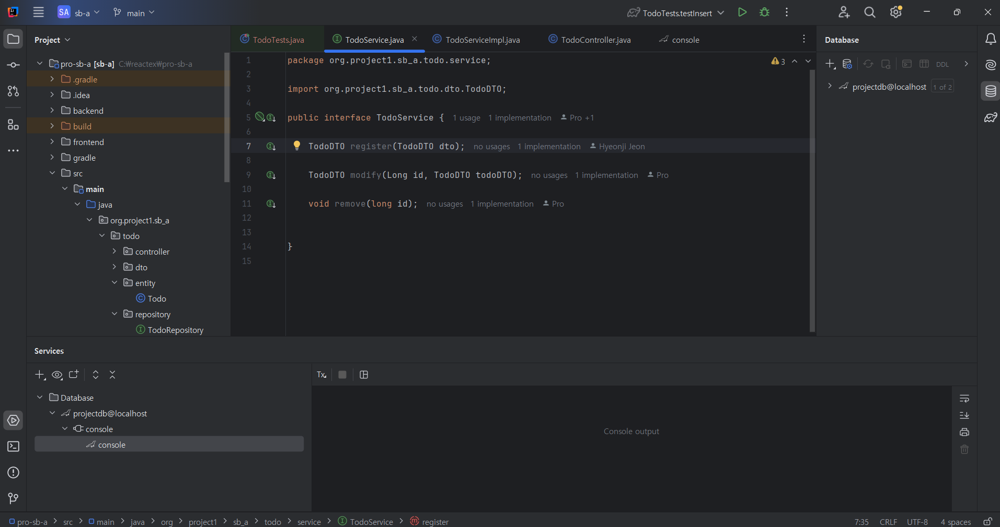 SA sb-a main TodoTests.testInsert
Project
pro-sb-a [sb-a] C:₩reactex₩pro-sb-a
.gradle
.idea
backend
build
frontend
gradle
src
main
java
org.project1.sb_a
todo
controller
dto
entity
Todo
repository
TodoRepository
TodoTests.java TodoService.java TodoServiceImpl.java TodoController.java console
1 package org.project1.sb_a.todo.service;
2
3 import org.project1.sb_a.todo.dto.TodoDTO;
4
5 public interface TodoService { 1 usage 1 implementation Pro +1
6
7 TodoDTO register(TodoDTO dto); no usages 1 implementation Hyeonji Jeon
8
9 TodoDTO modify(Long id, TodoDTO todoDTO); no usages 1 implementation Pro
10
11 void remove(long id); no usages 1 implementation Pro
12
13
14 }
15
3
Database
DDL
projectdb@localhost 1 of 2
Services
Tx
Database
projectdb@localhost
console
console
Console output
pro-sb-a > src > main > java > org > project1 > sb_a > todo > service > TodoService > register
7:35 CRLF UTF-8 4 spaces